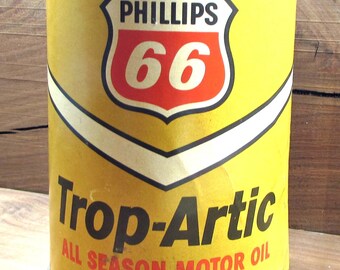 PHILLIPS
66
Trop-Artic
ALL SEASON MOTOR OIL